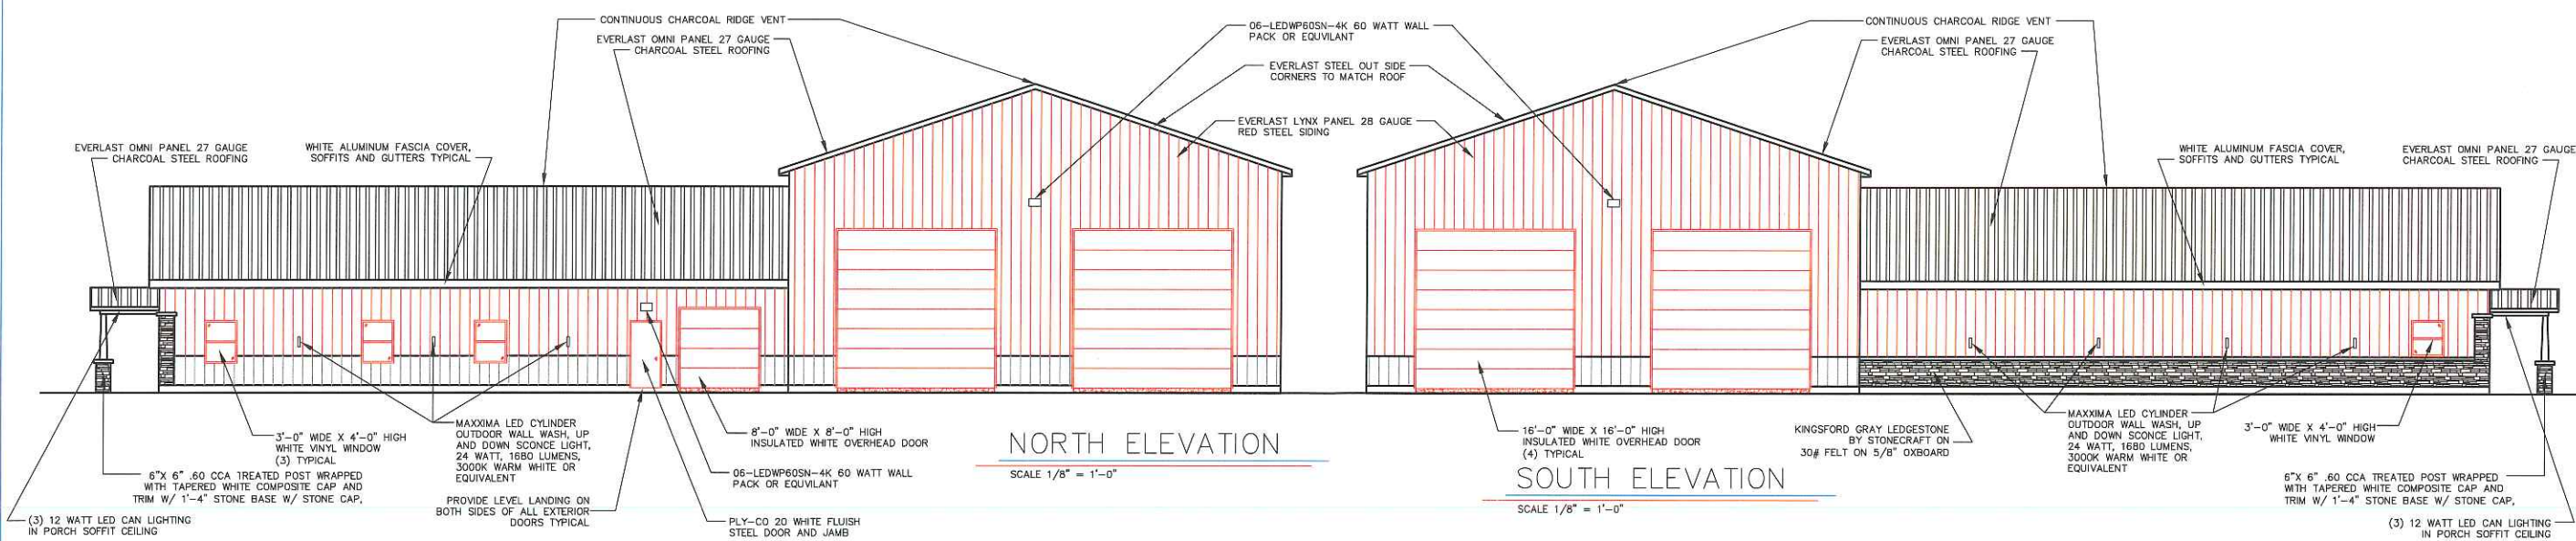 CONTINUOUS CHARCOAL RIDGE VENT
EVERLAST OMNI PANEL 27 GAUGE
CHARCOAL STEEL ROOFING
EVERLAST OMNI PANEL 27 GAUGE
CHARCOAL STEEL ROOFING
WHITE ALUMINUM FASCIA COVER,
SOFFITS AND GUTTERS TYPICAL
06-LEDWP60SN-4K 60 WATT WALL
PACK OR EQUVILANT
EVERLAST STEEL OUT SIDE
CORNERS TO MATCH ROOF
EVERLAST LYNX PANEL 28 GAUGE
RED STEEL SIDING
CONTINUOUS CHARCOAL RIDGE VENT
EVERLAST OMNI PANEL 27 GAUGE
CHARCOAL STEEL ROOFING
WHITE ALUMINUM FASCIA COVER,
SOFFITS AND GUTTERS TYPICAL
EVERLAST OMNI PANEL 27 GAUGE
CHARCOAL STEEL ROOFING
3'-0" WIDE X 4'-0" HIGH
WHITE VINYL WINDOW
(3) TYPICAL
6"X 6" .60 CCA TREATED POST WRAPPED
WITH TAPERED WHITE COMPOSITE CAP AND
TRIM W/ 1'-4" STONE BASE W/ STONE CAP,
(3) 12 WATT LED CAN LIGHTING
IN PORCH SOFFIT CEILING
MAXXIMA LED CYLINDER
OUTDOOR WALL WASH, UP
AND DOWN SCONCE LIGHT,
24 WATT, 1680 LUMENS,
3000K WARM WHITE OR
EQUIVALENT
PROVIDE LEVEL LANDING ON
BOTH SIDES OF ALL EXTERIOR
DOORS TYPICAL
8'-0" WIDE X 8'-0" HIGH
INSULATED WHITE OVERHEAD DOOR
06-LEDWP60SN-4K 60 WATT WALL
PACK OR EQUVILANT
PLY-CO 20 WHITE FLUISH
STEEL DOOR AND JAMB
NORTH ELEVATION
SCALE 1/8" = 1'-0"
16'-0" WIDE X 16'-0" HIGH
INSULATED WHITE OVERHEAD DOOR
(4) TYPICAL
SOUTH ELEVATION
SCALE 1/8" = 1'-0"
KINGSFORD GRAY LEDGESTONE
BY STONECRAFT ON
30# FELT ON 5/8" OXBOARD
MAXXIMA LED CYLINDER
OUTDOOR WALL WASH, UP
AND DOWN SCONCE LIGHT,
24 WATT, 1680 LUMENS,
3000K WARM WHITE OR
EQUIVALENT
3'-0" WIDE X 4'-0" HIGH
WHITE VINYL WINDOW
6"X 6" .60 CCA TREATED POST WRAPPED
WITH TAPERED WHITE COMPOSITE CAP AND
TRIM W/ 1'-4" STONE BASE W/ STONE CAP,
(3) 12 WATT LED CAN LIGHTING
IN PORCH SOFFIT CEILING